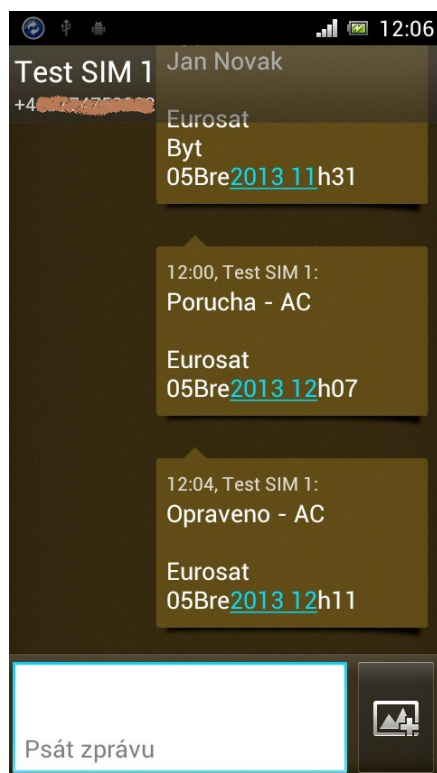 12:06
Test SIM 1
Jan Novak
Eurosat
Byt
05Bre2013 11h31
12:00, Test SIM 1:
Porucha - AC
Eurosat
05Bre2013 12h07
12:04, Test SIM 1:
Opraveno - AC
Eurosat
05Bre2013 12h11
Psát zprávu